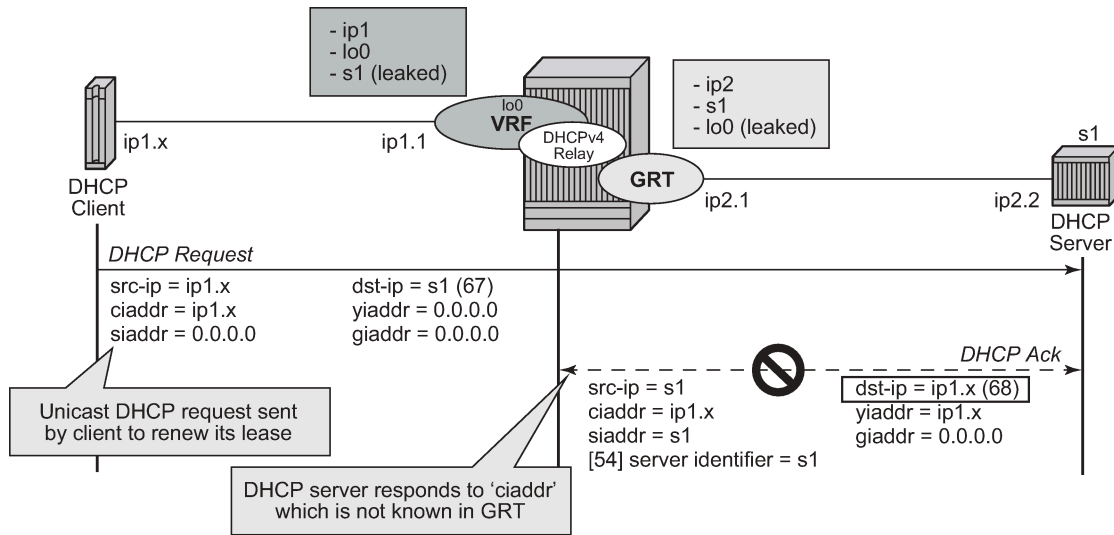 - ip1
- lo0
- s1 (leaked)
- ip2
- s1
- lo0 (leaked)
lo0
VRF
DHCPv4
Relay
GRT
s1
ip1.x
ip1.1
ip2.1
ip2.2
DHCP
Client
DHCP
Server
DHCP Request
src-ip = ip1.x
ciaddr = ip1.x
siaddr = 0.0.0.0
dst-ip = s1 (67)
yiaddr = 0.0.0.0
giaddr = 0.0.0.0
DHCP Ack
src-ip = s1
ciaddr = ip1.x
siaddr = s1
[54] server identifier = s1
dst-ip = ip1.x (68)
yiaddr = ip1.x
giaddr = 0.0.0.0
Unicast DHCP request sent
by client to renew its lease
DHCP server responds to 'ciaddr'
which is not known in GRT